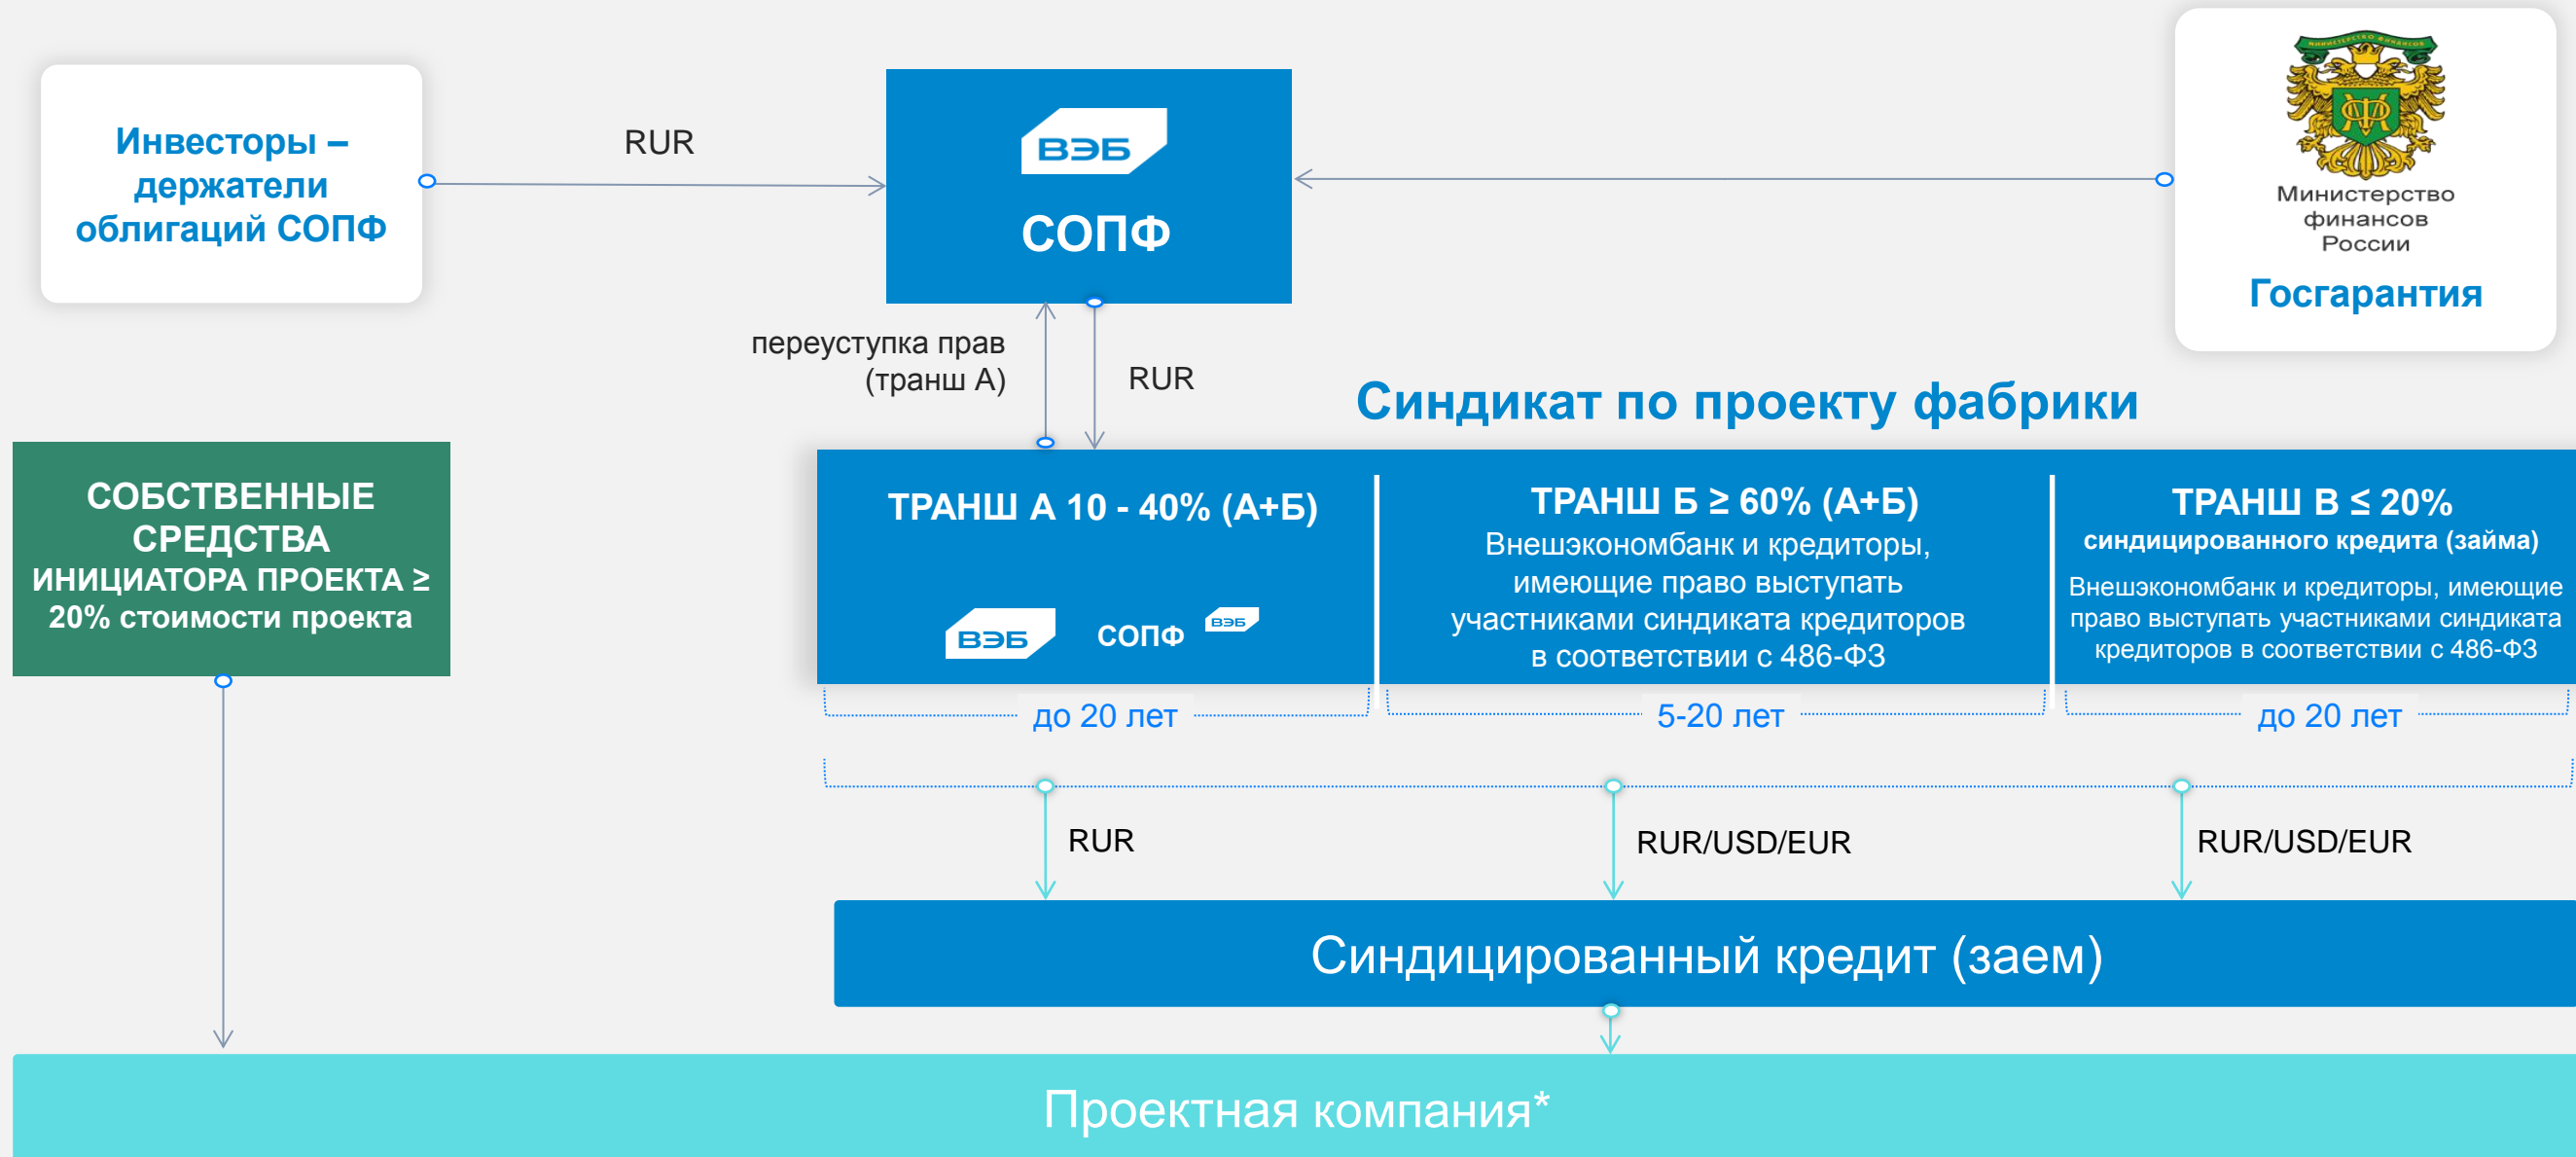 Инвесторы –
держатели
облигаций СОПФ
RUR
ВЭБ
СОПФ
МИНИСТЕРСТВО ФИНАНСОВ
Министерство
финансов
России
Госгарантия
переуступка прав
(транш А)
RUR
Синдикат по проекту фабрики
СОБСТВЕННЫЕ
СРЕДСТВА
ИНИЦИАТОРА ПРОЕКТА ≥
20% стоимости проекта
ТРАНШ А 10 - 40% (А+Б)
ВЭБ
СОПФ
ВЭБ
ТРАНШ Б ≥ 60% (А+Б)
Внешэкономбанк и кредиторы,
имеющие право выступать
участниками синдиката кредиторов
в соответствии с 486-ФЗ
ТРАНШ В ≤ 20%
синдицированного кредита (займа)
Внешэкономбанк и кредиторы, имеющие
право выступать участниками синдиката
кредиторов в соответствии с 486-ФЗ
до 20 лет
5-20 лет
до 20 лет
RUR
RUR/USD/EUR
RUR/USD/EUR
Синдицированный кредит (заем)
Проектная компания*